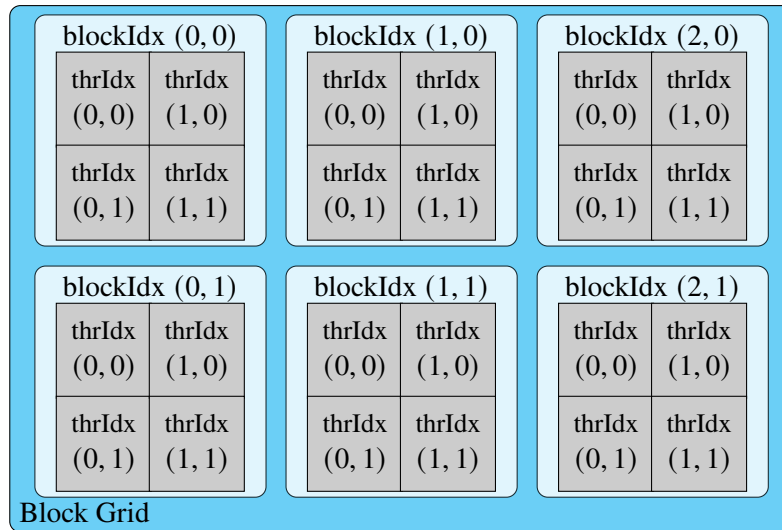 blockIdx (0, 0) blockIdx (1, 0) blockIdx (2, 0)
thrIdx thrIdx thrIdx thrIdx thrIdx thrIdx
(0, 0) (1, 0) (0, 0) (1, 0) (0, 0) (1, 0)
thrIdx thrIdx thrIdx thrIdx thrIdx thrIdx
(0, 1) (1, 1) (0, 1) (1, 1) (0, 1) (1, 1)
blockIdx (0, 1) blockIdx (1, 1) blockIdx (2, 1)
thrIdx thrIdx thrIdx thrIdx thrIdx thrIdx
(0, 0) (1, 0) (0, 0) (1, 0) (0, 0) (1, 0)
thrIdx thrIdx thrIdx thrIdx thrIdx thrIdx
(0, 1) (1, 1) (0, 1) (1, 1) (0, 1) (1, 1)
Block Grid